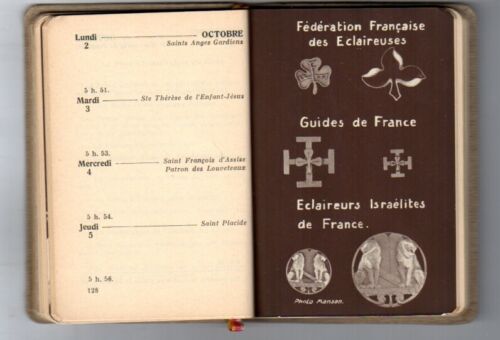 Lundi OCTOBRE
2 Saints Anges Gardiens
5 h. 51.
Mardi Ste Thérèse de l'Enfant-Jésus
3
5 h. 53.
Mercredi Saint François d'Assise
4 Patron des Louveteaux
5 h. 54.
Jeudi Saint Placide
5
5 h. 56.
128
Fédération Française
des Eclaireuses
Guides de France
Eclaireurs Israélites
de France.
Photo Manson.